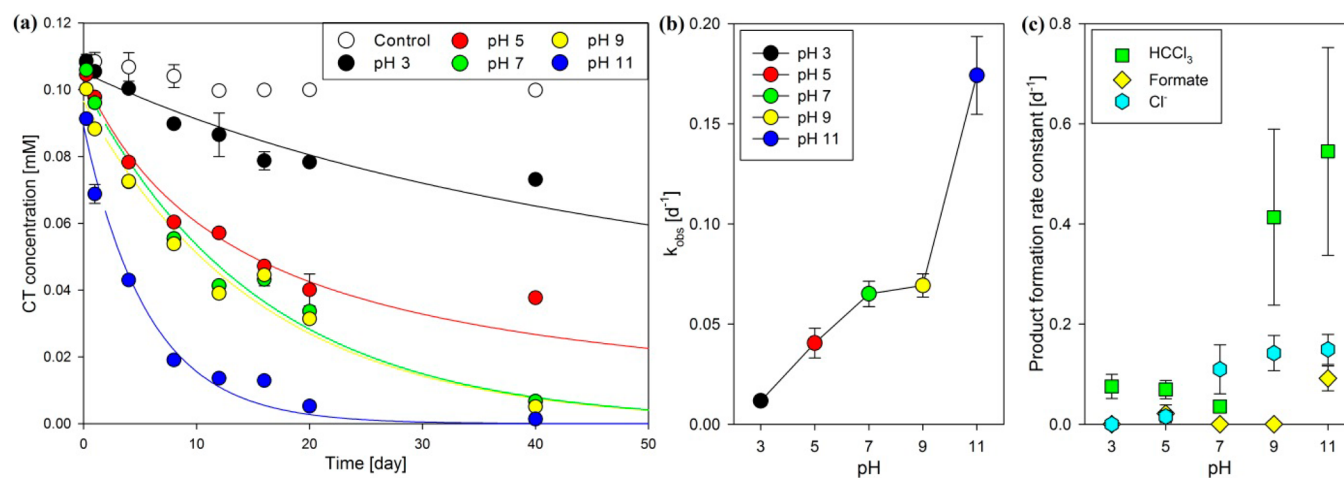 (a)
CT concentration [mM]
0.12
0.10
0.08
0.06
0.04
0.02
0.00
Control
pH 3
pH 5
pH 7
pH 9
pH 11
0 10 20 30 40 50
Time [day]
(b)
k_obs [d⁻¹]
0.20
0.15
0.10
0.05
0.00
pH 3
pH 5
pH 7
pH 9
pH 11
3 5 7 9 11
pH
(c)
Product formation rate constant [d⁻¹]
0.8
0.6
0.4
0.2
0.0
HCCl₃
Formate
Cl⁻
3 5 7 9 11
pH